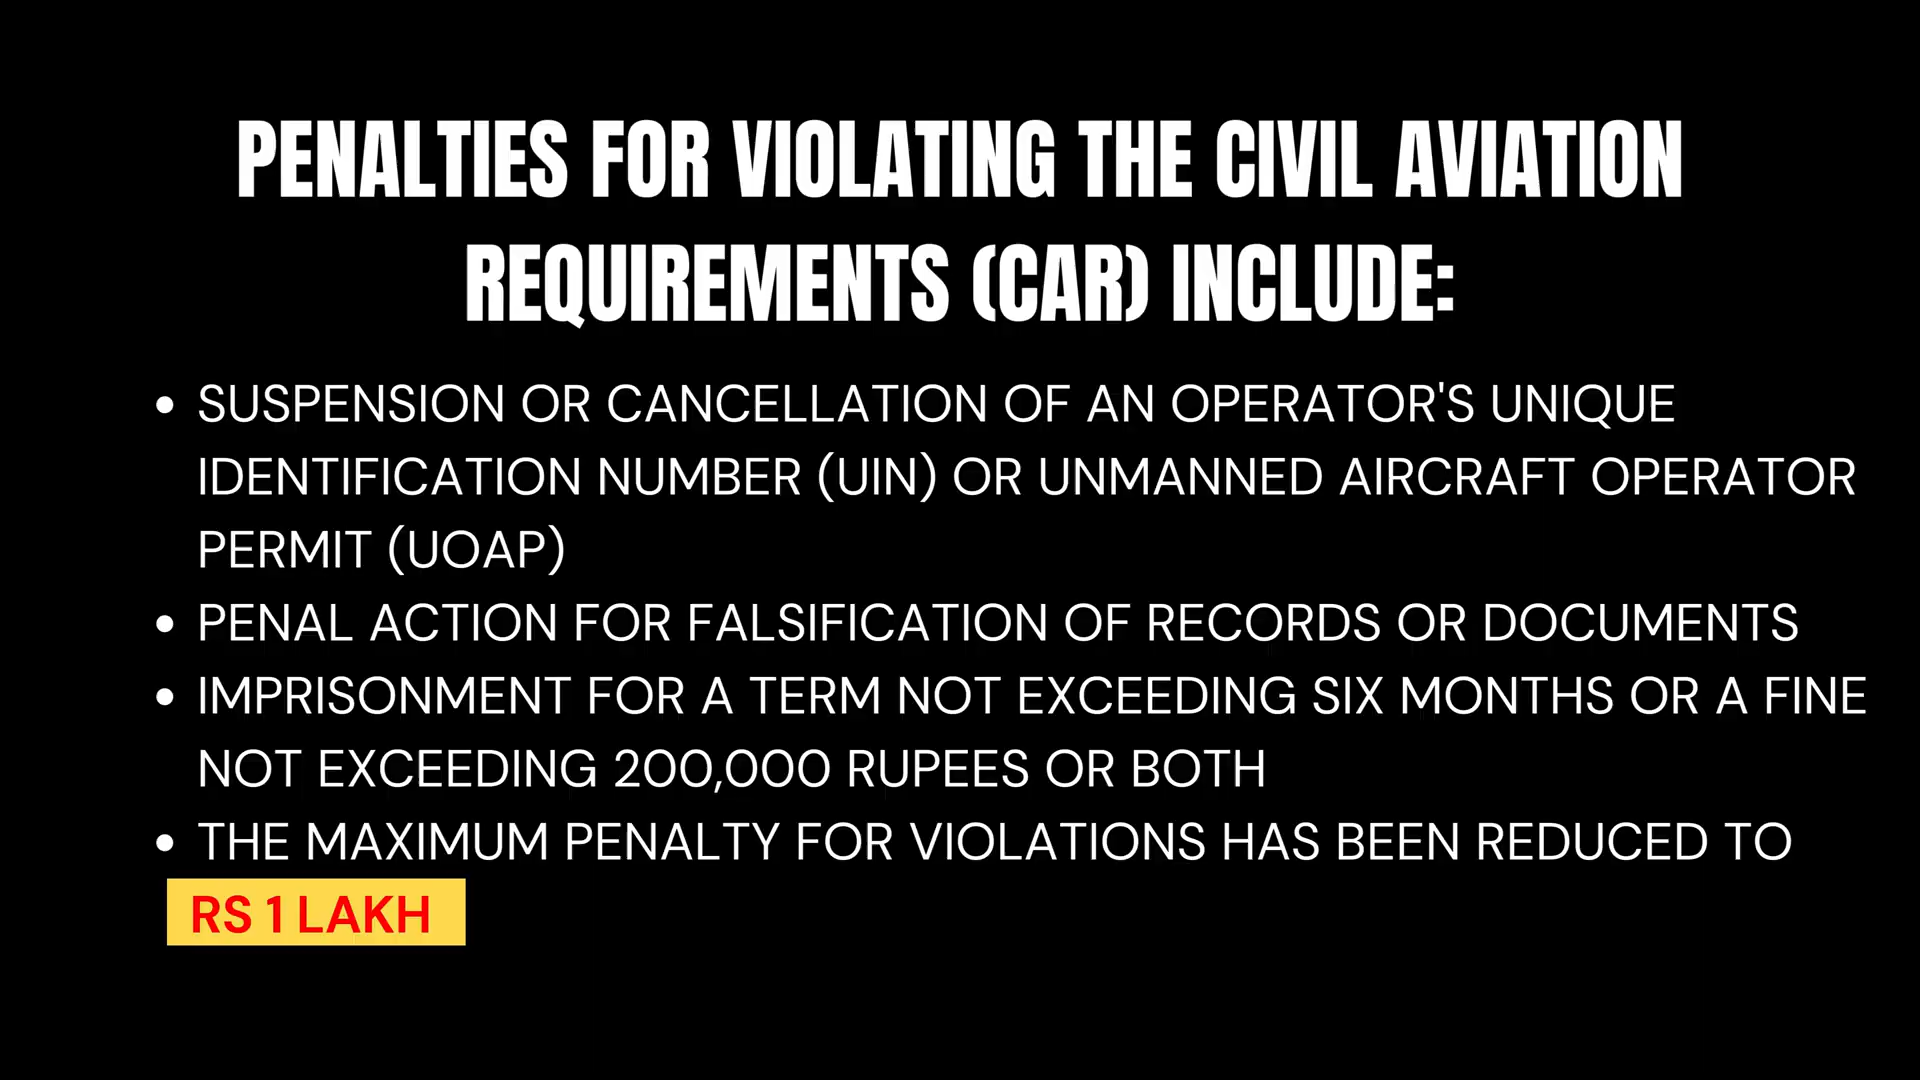 PENALTIES FOR VIOLATING THE CIVIL AVIATION
REQUIREMENTS (CAR) INCLUDE:
• SUSPENSION OR CANCELLATION OF AN OPERATOR'S UNIQUE
IDENTIFICATION NUMBER (UIN) OR UNMANNED AIRCRAFT OPERATOR
PERMIT (UOAP)
• PENAL ACTION FOR FALSIFICATION OF RECORDS OR DOCUMENTS
• IMPRISONMENT FOR A TERM NOT EXCEEDING SIX MONTHS OR A FINE
NOT EXCEEDING 200,000 RUPEES OR BOTH
• THE MAXIMUM PENALTY FOR VIOLATIONS HAS BEEN REDUCED TO
RS 1 LAKH